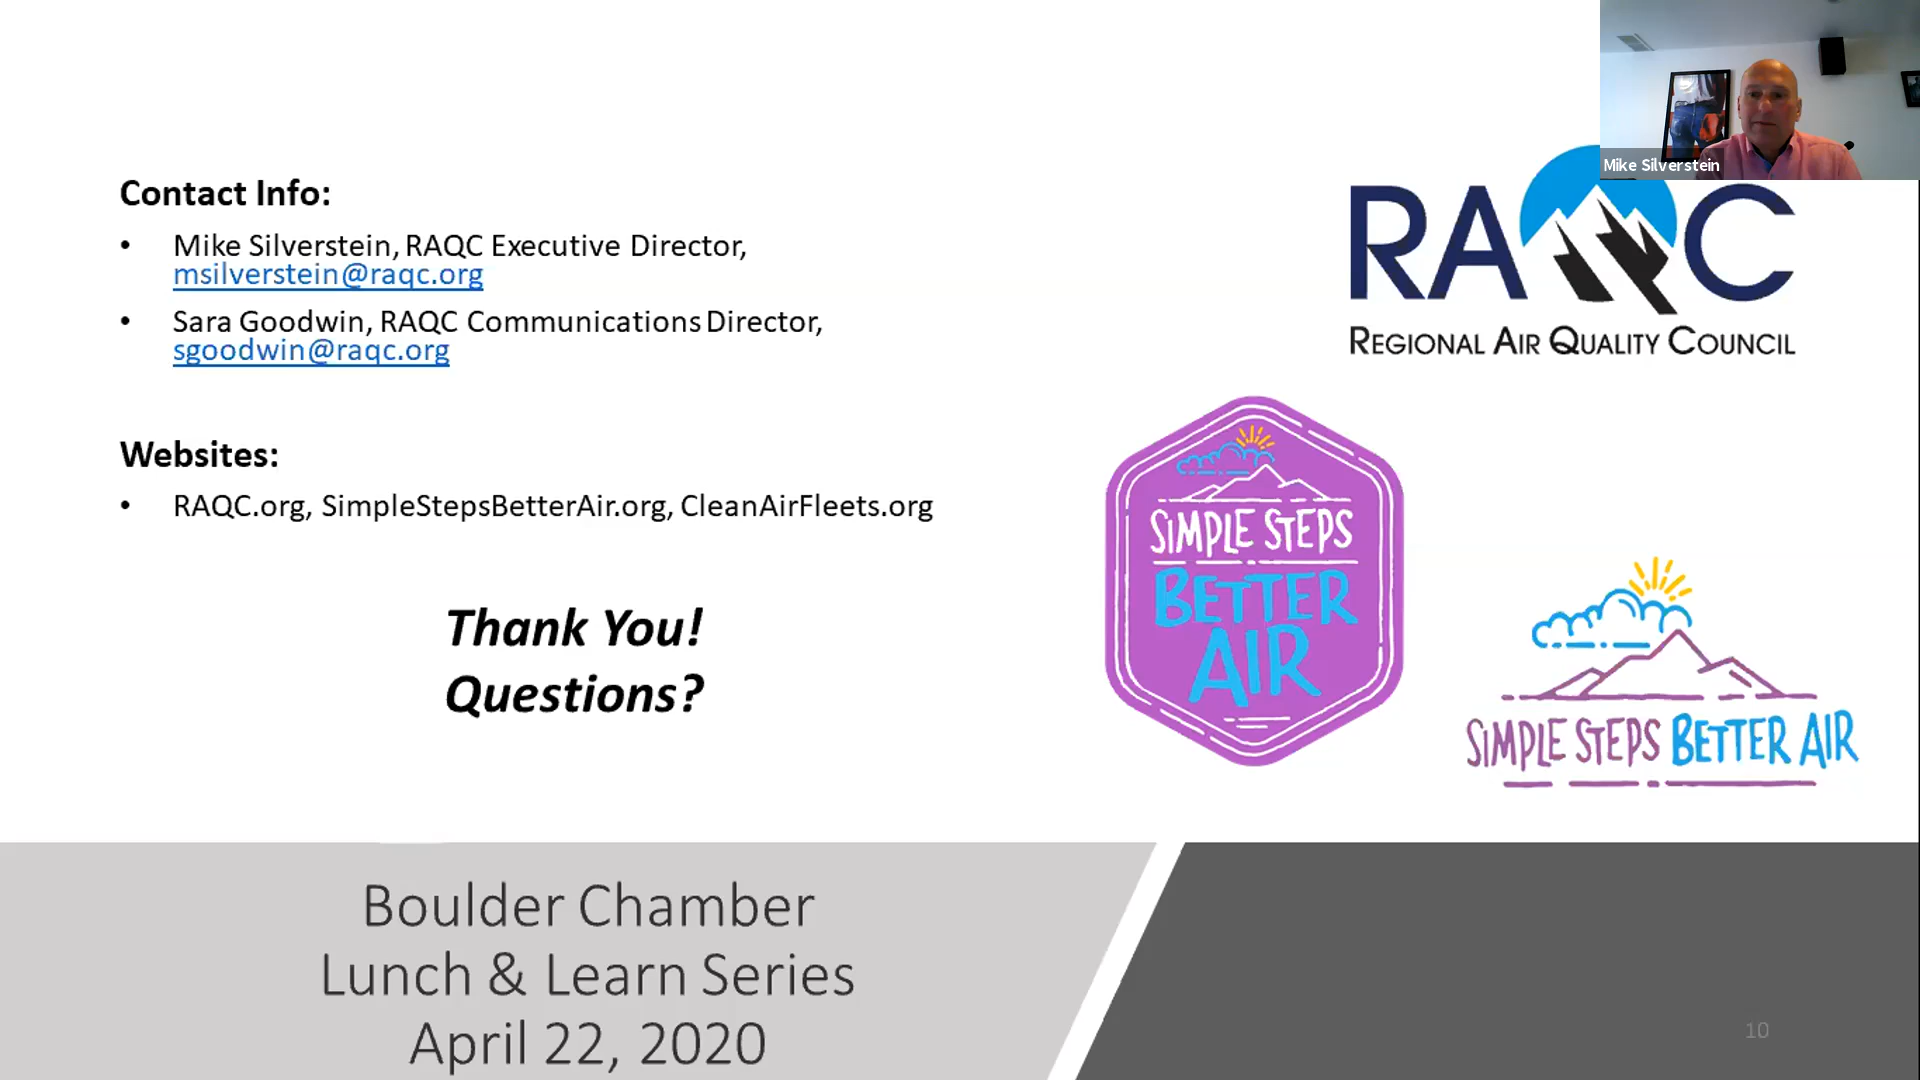 Mike Silverstein
Contact Info:
• Mike Silverstein, RAQC Executive Director,
msilverstein@raqc.org
• Sara Goodwin, RAQC Communications Director,
sgoodwin@raqc.org
Websites:
• RAQC.org, SimpleStepsBetterAir.org, CleanAirFleets.org
Thank You!
Questions?
RAQC
REGIONAL AIR QUALITY COUNCIL
SIMPLE STEPS
BETTER
AIR
SIMPLE STEPS BETTER AIR
Boulder Chamber
Lunch & Learn Series
April 22, 2020
10